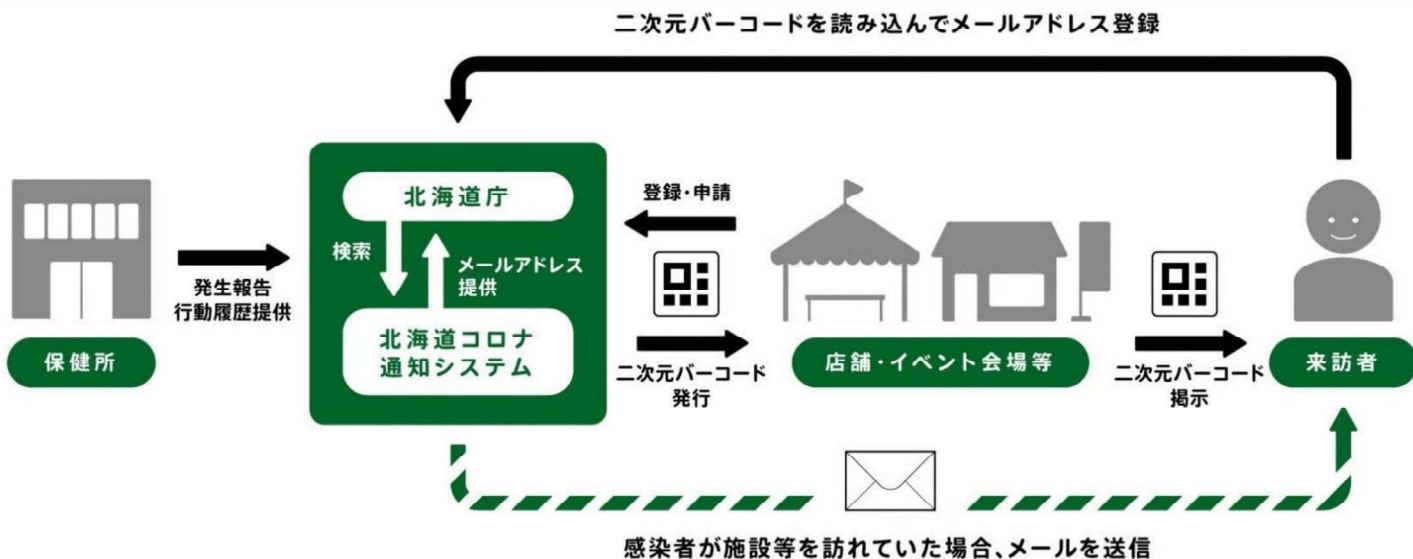 二次元バーコードを読み込んでメールアドレス登録
北海道庁
登録・申請
検索
メールアドレス
提供
発生報告
行動履歴提供
北海道コロナ
通知システム
保健所
二次元バーコード
発行
店舗・イベント会場等
二次元バーコード
掲示
来訪者
感染者が施設等を訪れていた場合、メールを送信